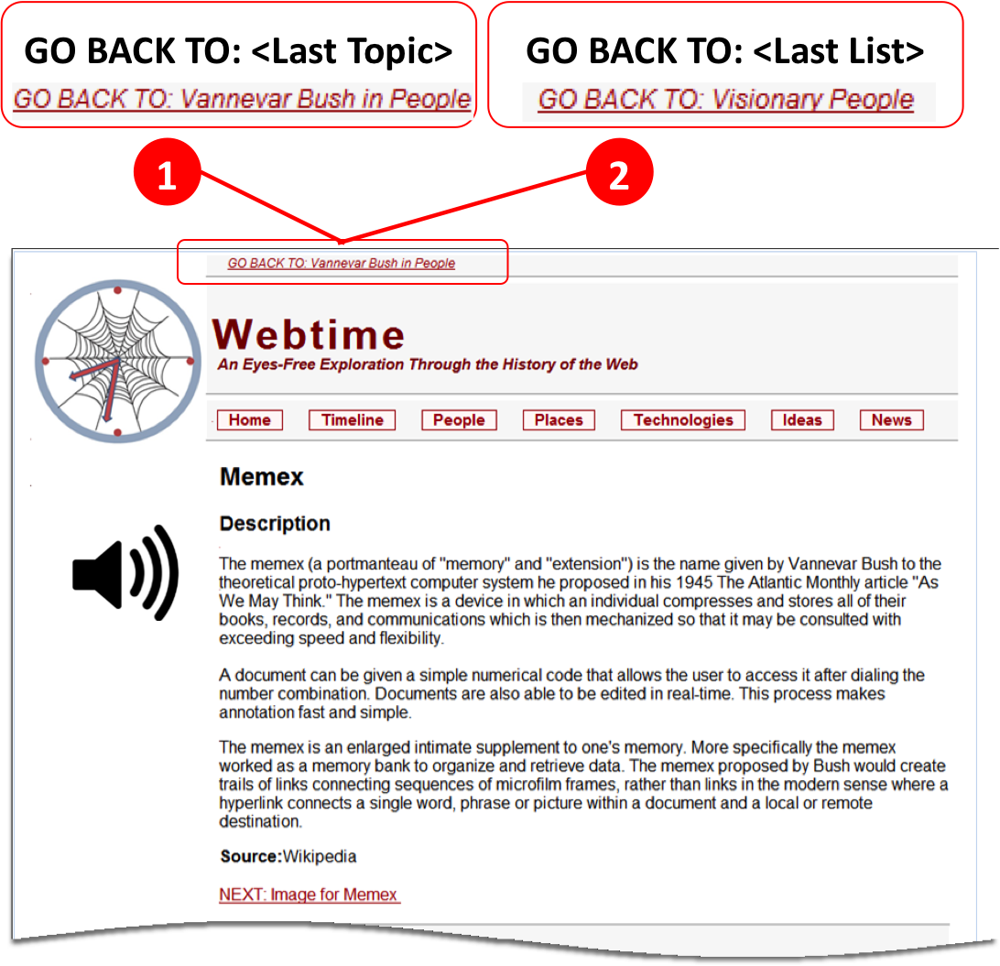 GO BACK TO: <Last Topic>
GO BACK TO: Vannevar Bush in People
GO BACK TO: <Last List>
GO BACK TO: Visionary People
1
2
GO BACK TO: Vannevar Bush in People
Webtime
An Eyes-Free Exploration Through the History of the Web
Home Timeline People Places Technologies Ideas News
Memex
Description
The memex (a portmanteau of "memory" and "extension") is the name given by Vannevar Bush to the
theoretical proto-hypertext computer system he proposed in his 1945 The Atlantic Monthly article "As
We May Think." The memex is a device in which an individual compresses and stores all of their
books, records, and communications which is then mechanized so that it may be consulted with
exceeding speed and flexibility.
A document can be given a simple numerical code that allows the user to access it after dialing the
number combination. Documents are also able to be edited in real-time. This process makes
annotation fast and simple.
The memex is an enlarged intimate supplement to one's memory. More specifically the memex
worked as a memory bank to organize and retrieve data. The memex proposed by Bush would create
trails of links connecting sequences of microfilm frames, rather than links in the modern sense where a
hyperlink connects a single word, phrase or picture within a document and a local or remote
destination.
Source:Wikipedia
NEXT: Image for Memex